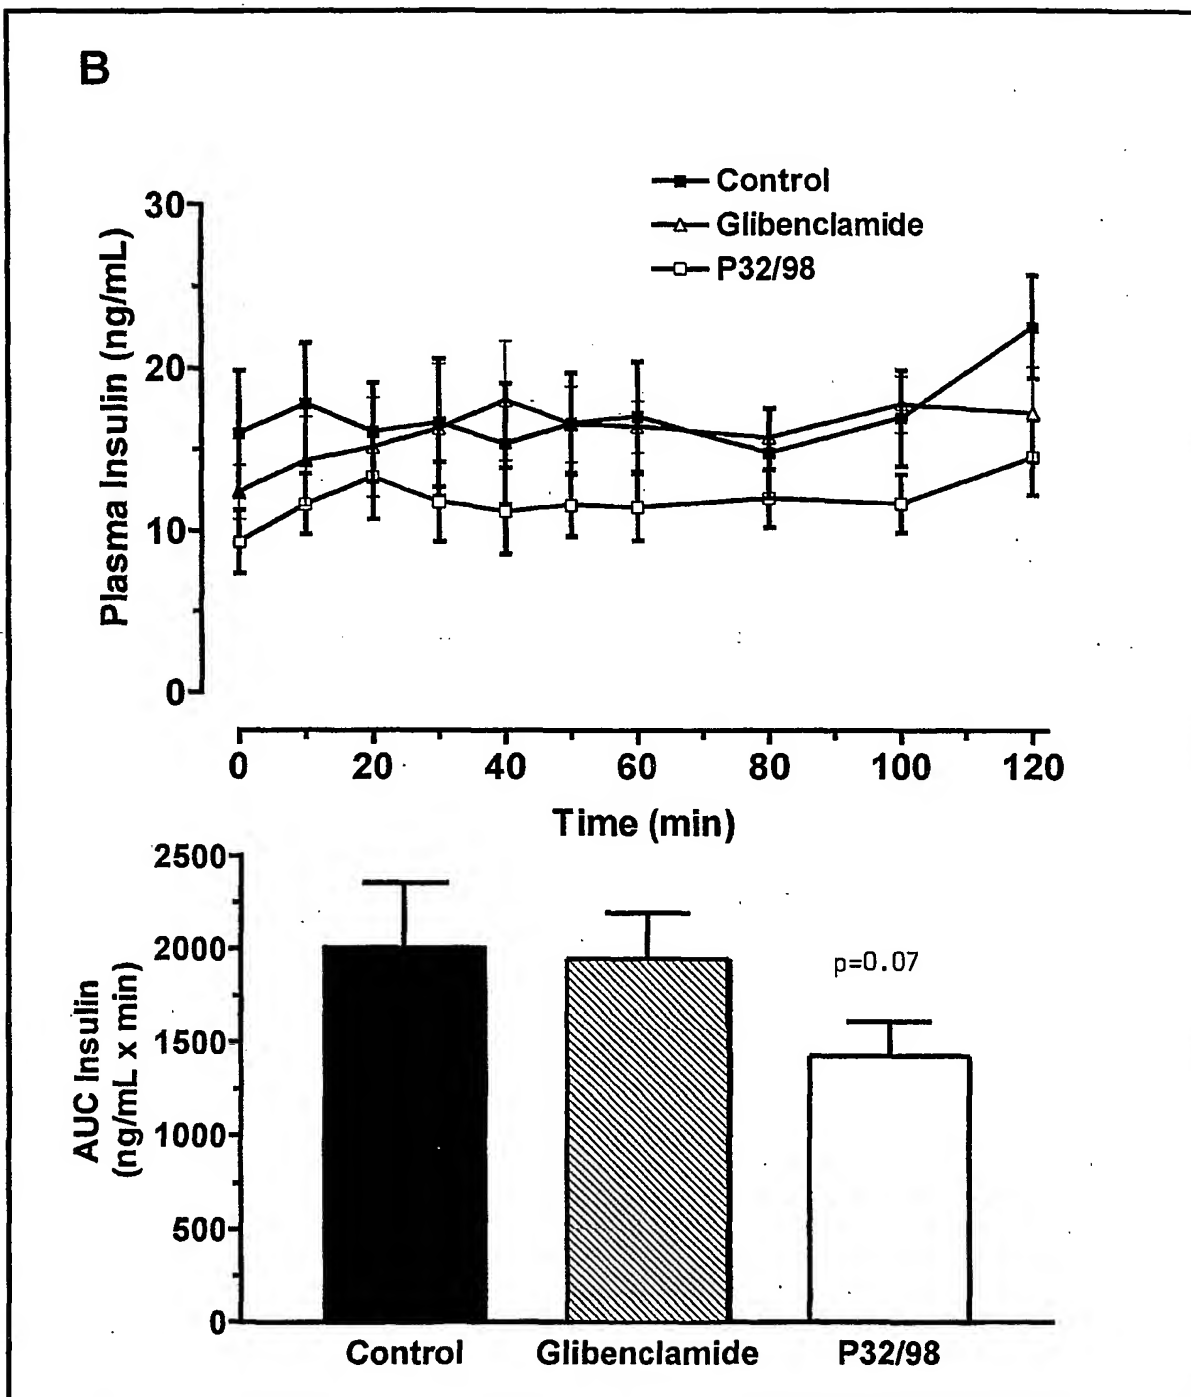 B
Control
Glibenclamide
P32/98
Plasma Insulin (ng/mL)
30
20
10
0
0 20 40 60 80 100 120
Time (min)
AUC Insulin
(ng/mL x min)
2500
2000
1500
1000
500
0
p=0.07
Control Glibenclamide P32/98